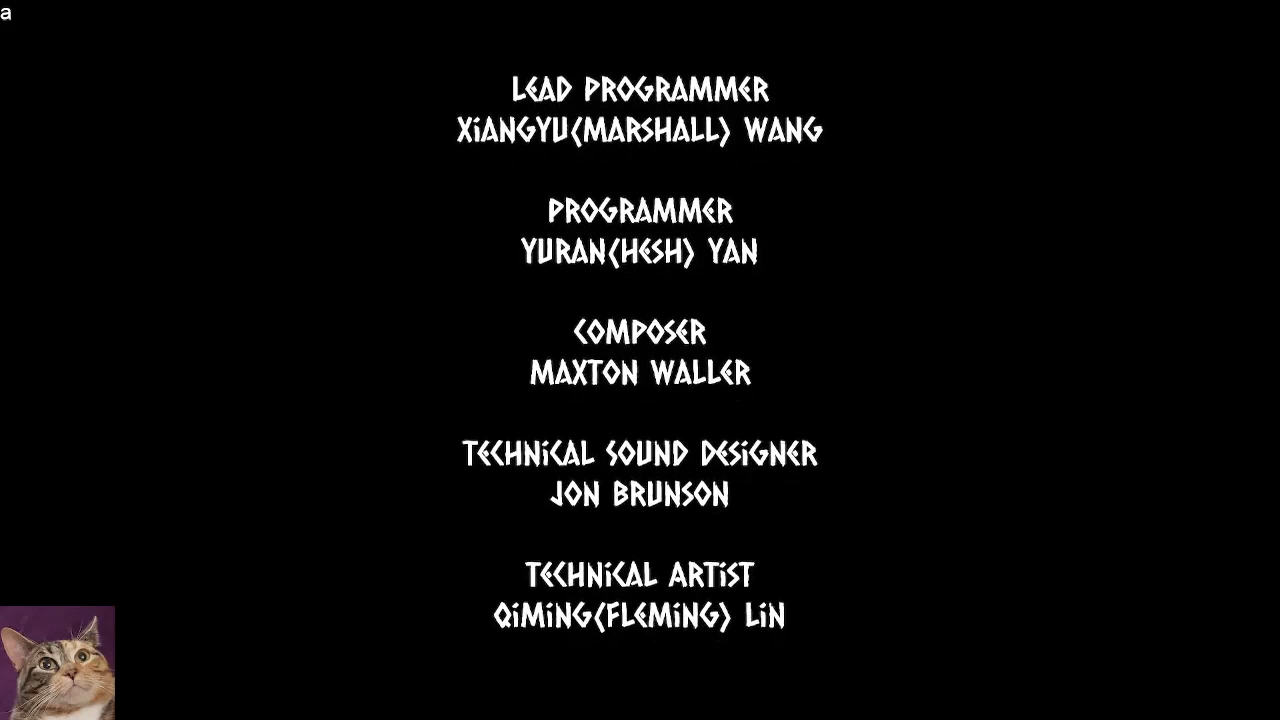 a
LEAD PROGRAMMER
XiANGYU(MARSHALL) WANG
PROGRAMMER
YURAN(HESH) YAN
COMPOSER
MAXTON WALLER
TECHNiCAL SOUND DESiGNER
JON BRUNSON
TECHNiCAL ARTiST
QiMiNG(FLEMiNG) LiN